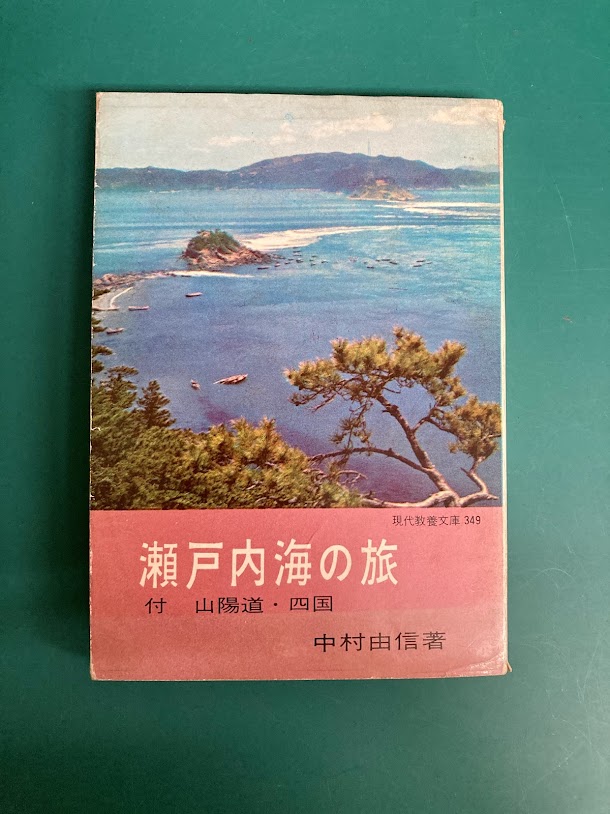 現代教養文庫 349
瀬戸内海の旅
付　山陽道・四国
中村由信著